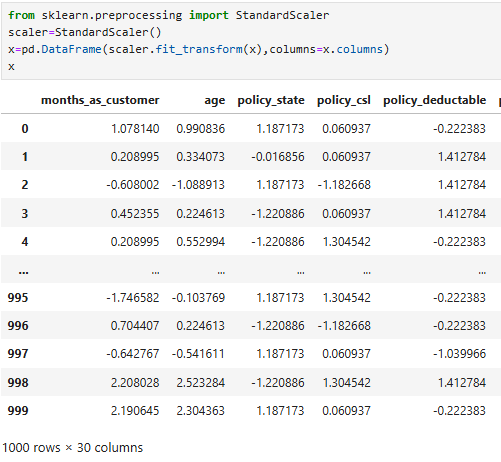 from sklearn.preprocessing import StandardScaler
scaler=StandardScaler()
x=pd.DataFrame(scaler.fit_transform(x),columns=x.columns)
x
months_as_customer age policy_state policy_csl policy_deductable
0 1.078140 0.990836 1.187173 0.060937 -0.222383
1 0.208995 0.334073 -0.016856 0.060937 1.412784
2 -0.608002 -1.088913 1.187173 -1.182668 1.412784
3 0.452355 0.224613 -1.220886 0.060937 1.412784
4 0.208995 0.552994 -1.220886 1.304542 -0.222383
... ... ... ... ... ...
995 -1.746582 -0.103769 1.187173 1.304542 -0.222383
996 0.704407 0.224613 -1.220886 -1.182668 -0.222383
997 -0.642767 -0.541611 1.187173 0.060937 -1.039966
998 2.208028 2.523284 -1.220886 1.304542 1.412784
999 2.190645 2.304363 1.187173 0.060937 -0.222383
1000 rows × 30 columns